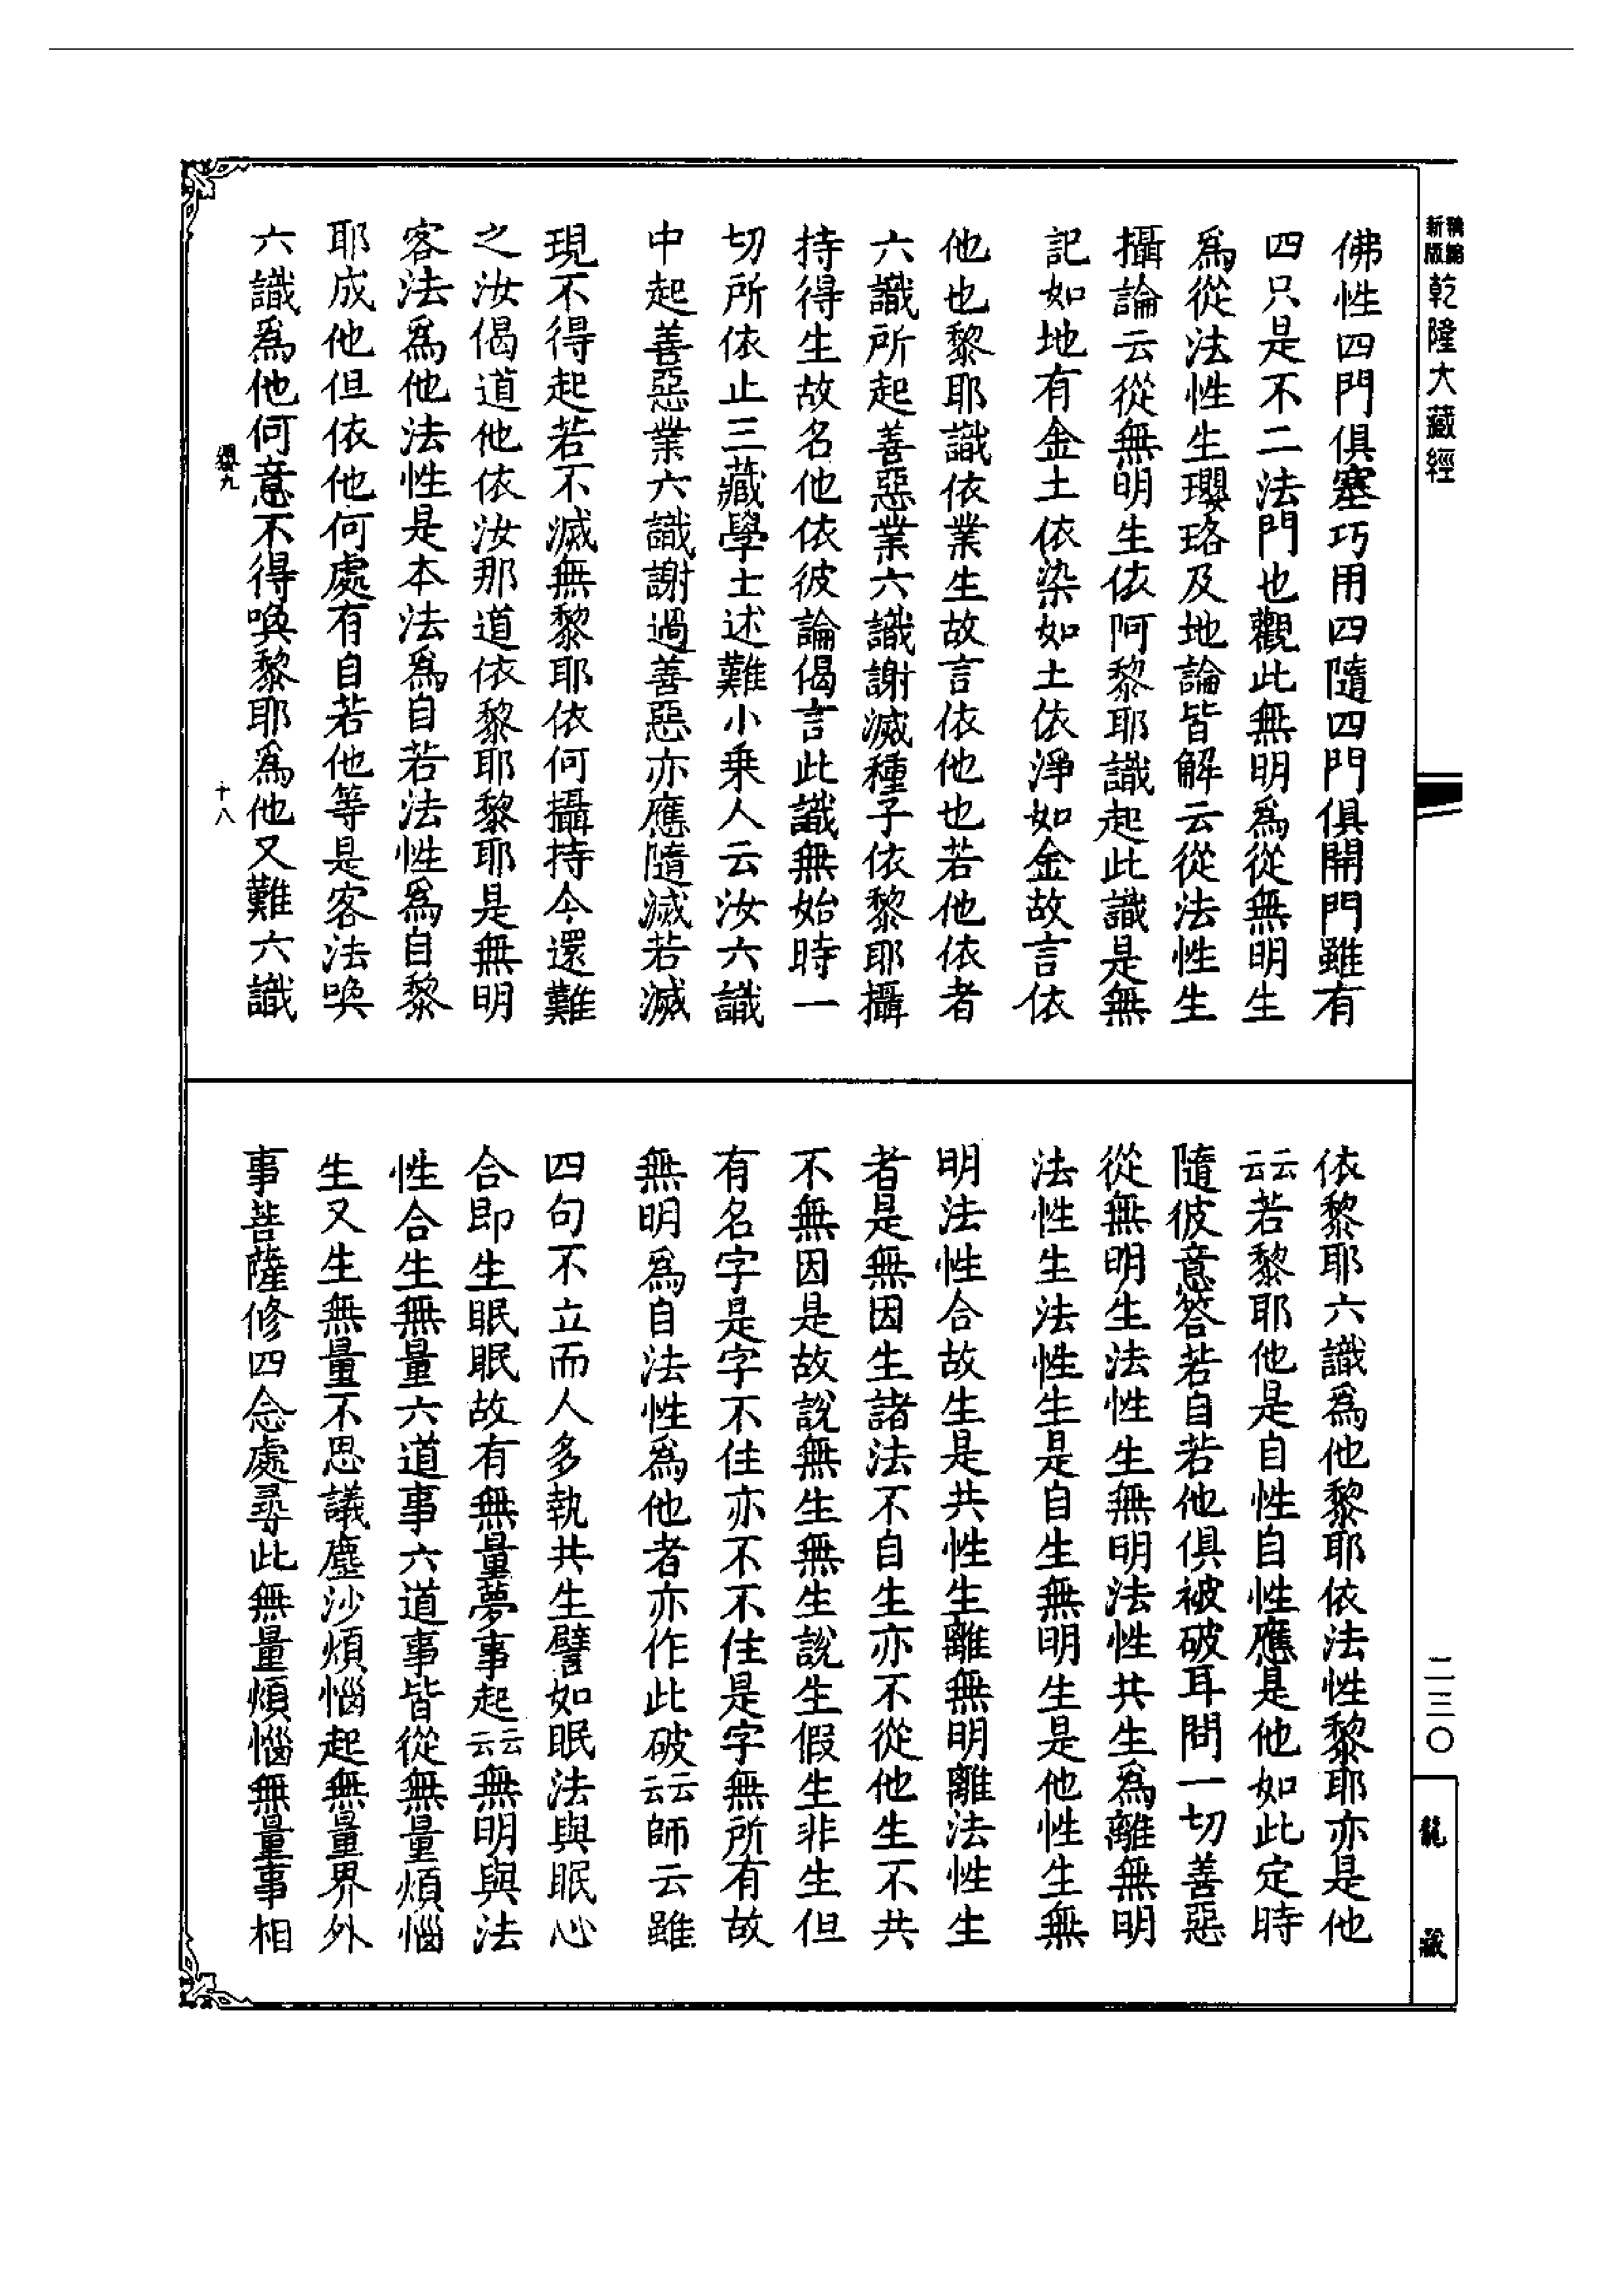 新版
精編
乾隆大藏經
佛性四門俱塞巧用四隨四門俱開門雖有
四只是不二法門也觀此無明為從無明生
爲從法性生瓔珞及地論皆解云從法性生
攝論云從無明生依阿黎耶識起此識是無
記如地有金土依染如土依淨如金故言依
他也黎耶識依業生故言依他也若他依者
六識所起善惡業六識謝滅種子依黎耶攝
持得生故名他依彼論偈言此識無始時一
切所依止三藏學士述難小乗人云汝六識
中起善惡業六識謝過善惡亦應隨滅若滅
現不得起若不滅無黎耶依何攝持今還難
之汝偈道他依汝那道依黎耶黎耶是無明
客法爲他法性是本法爲自若法性爲自黎
耶成他但依他何處有自若他等是客法喚
六識爲他何意不得喚黎耶爲他又難六識
十八
依黎耶六識爲他黎耶依法性黎耶亦是他
云云若黎耶他是自性自性應是他如此定時
隨彼意答若自若他俱被破耳問一切善惡
從無明生法性生無明法性共生爲離無明
法性生法性生是自生無明生是他性生無
明法性合故生是共性生離無明離法性生
者是無因生諸法不自生亦不從他生不共
不無因是故說無生無生說生假生非生但
有名字是字不住亦不不住是字無所有故
無明爲自法性爲他者亦作此破云云師云雖
四句不立而人多執共生譬如眠法與眠心
合即生眠眠故有無量夢事起云云無明與法
性合生無量六道事六道事皆從無量煩惱
生又生無量不思議塵沙煩惱起無量界外
事菩薩修四念處尋此無量煩惱無量事相
二三〇
龍藏